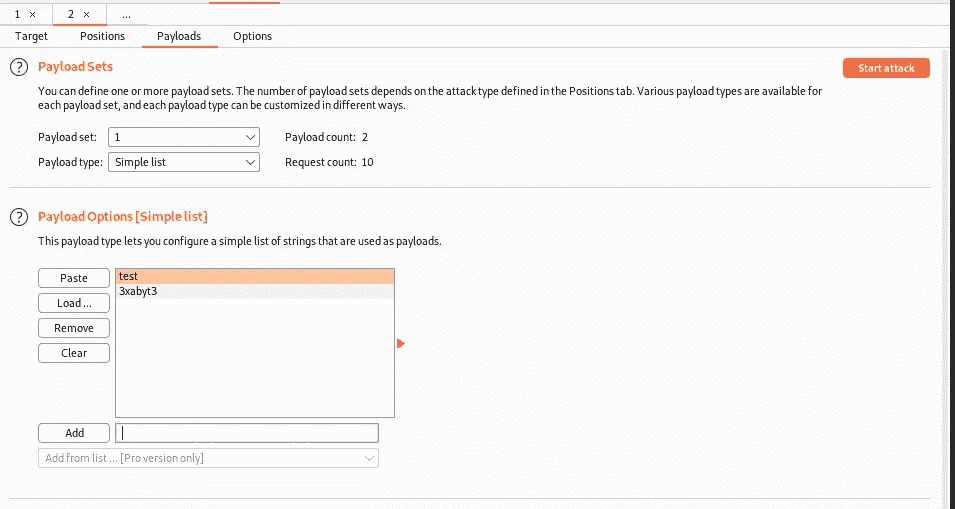 1 × 2 × ...
Target Positions Payloads Options
? Payload Sets Start attack
You can define one or more payload sets. The number of payload sets depends on the attack type defined in the Positions tab. Various payload types are available for
each payload set, and each payload type can be customized in different ways.
Payload set: 1 Payload count: 2
Payload type: Simple list Request count: 10
? Payload Options [Simple list]
This payload type lets you configure a simple list of strings that are used as payloads.
Paste test
3xabyt3
Load ...
Remove
Clear
Add
Add from list ... [Pro version only]